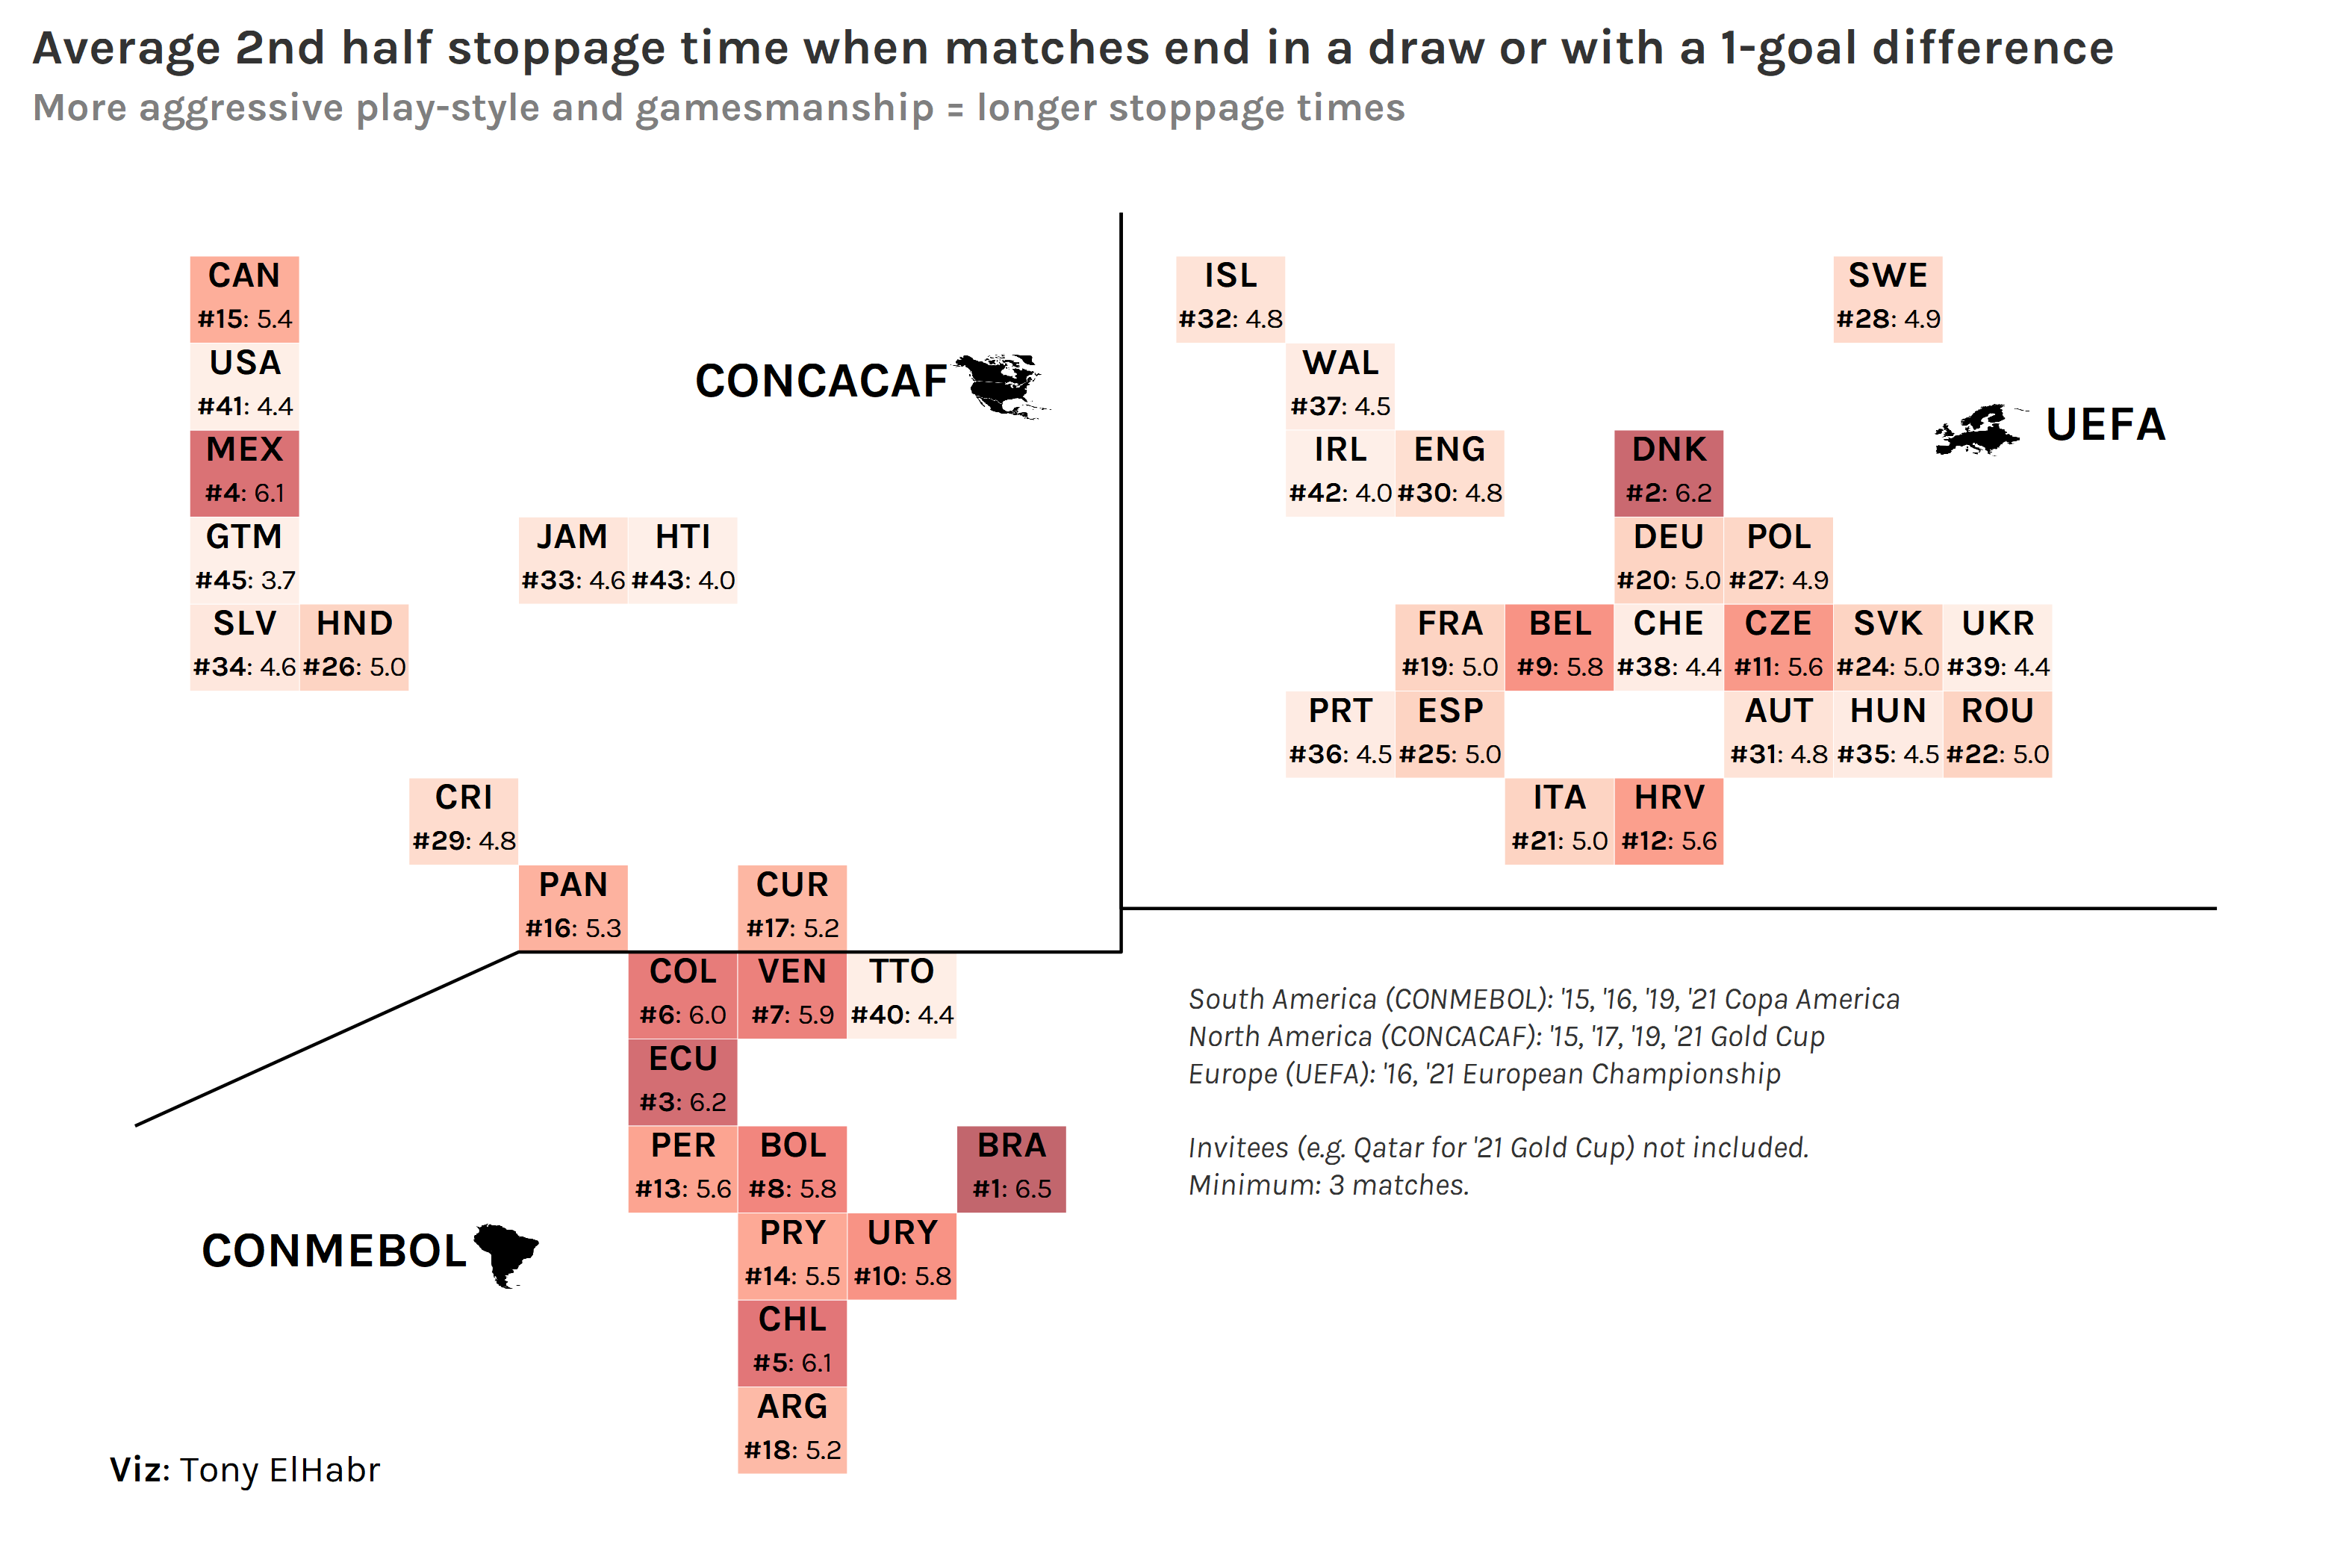 Average 2nd half stoppage time when matches end in a draw or with a 1-goal difference
More aggressive play-style and gamesmanship = longer stoppage times
CAN
#15: 5.4
USA
#41: 4.4
MEX
#4: 6.1
GTM
#45: 3.7
SLV
#34: 4.6
HND
#26: 5.0
JAM
#33: 4.6
HTI
#43: 4.0
CONCACAF
CRI
#29: 4.8
PAN
#16: 5.3
CUR
#17: 5.2
ISL
#32: 4.8
SWE
#28: 4.9
WAL
#37: 4.5
IRL
#42: 4.0
ENG
#30: 4.8
DNK
#2: 6.2
UEFA
DEU
#20: 5.0
POL
#27: 4.9
FRA
#19: 5.0
BEL
#9: 5.8
CHE
#38: 4.4
CZE
#11: 5.6
SVK
#24: 5.0
UKR
#39: 4.4
PRT
#36: 4.5
ESP
#25: 5.0
AUT
#31: 4.8
HUN
#35: 4.5
ROU
#22: 5.0
ITA
#21: 5.0
HRV
#12: 5.6
COL
#6: 6.0
VEN
#7: 5.9
TTO
#40: 4.4
ECU
#3: 6.2
PER
#13: 5.6
BOL
#8: 5.8
BRA
#1: 6.5
PRY
#14: 5.5
URY
#10: 5.8
CHL
#5: 6.1
ARG
#18: 5.2
CONMEBOL
South America (CONMEBOL): '15, '16, '19, '21 Copa America
North America (CONCACAF): '15, '17, '19, '21 Gold Cup
Europe (UEFA): '16, '21 European Championship
Invitees (e.g. Qatar for '21 Gold Cup) not included.
Minimum: 3 matches.
Viz: Tony ElHabr